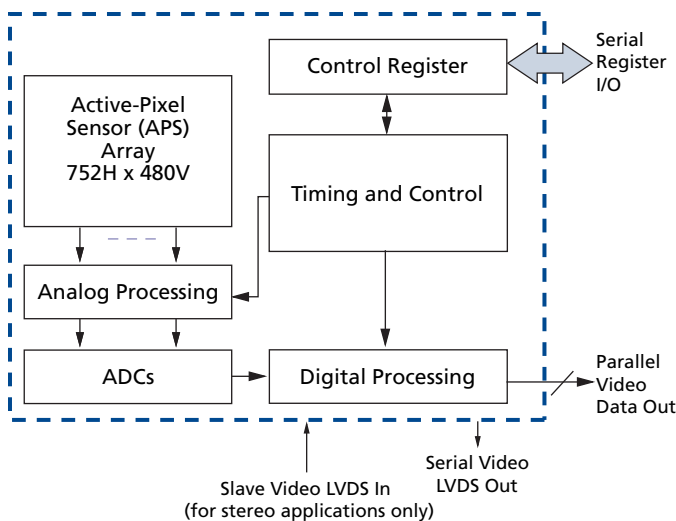 Control Register
Serial
Register
I/O
Active-Pixel
Sensor (APS)
Array
752H x 480V
Timing and Control
Analog Processing
ADCs
Digital Processing
Parallel
Video
Data Out
Slave Video LVDS In
(for stereo applications only)
Serial Video
LVDS Out